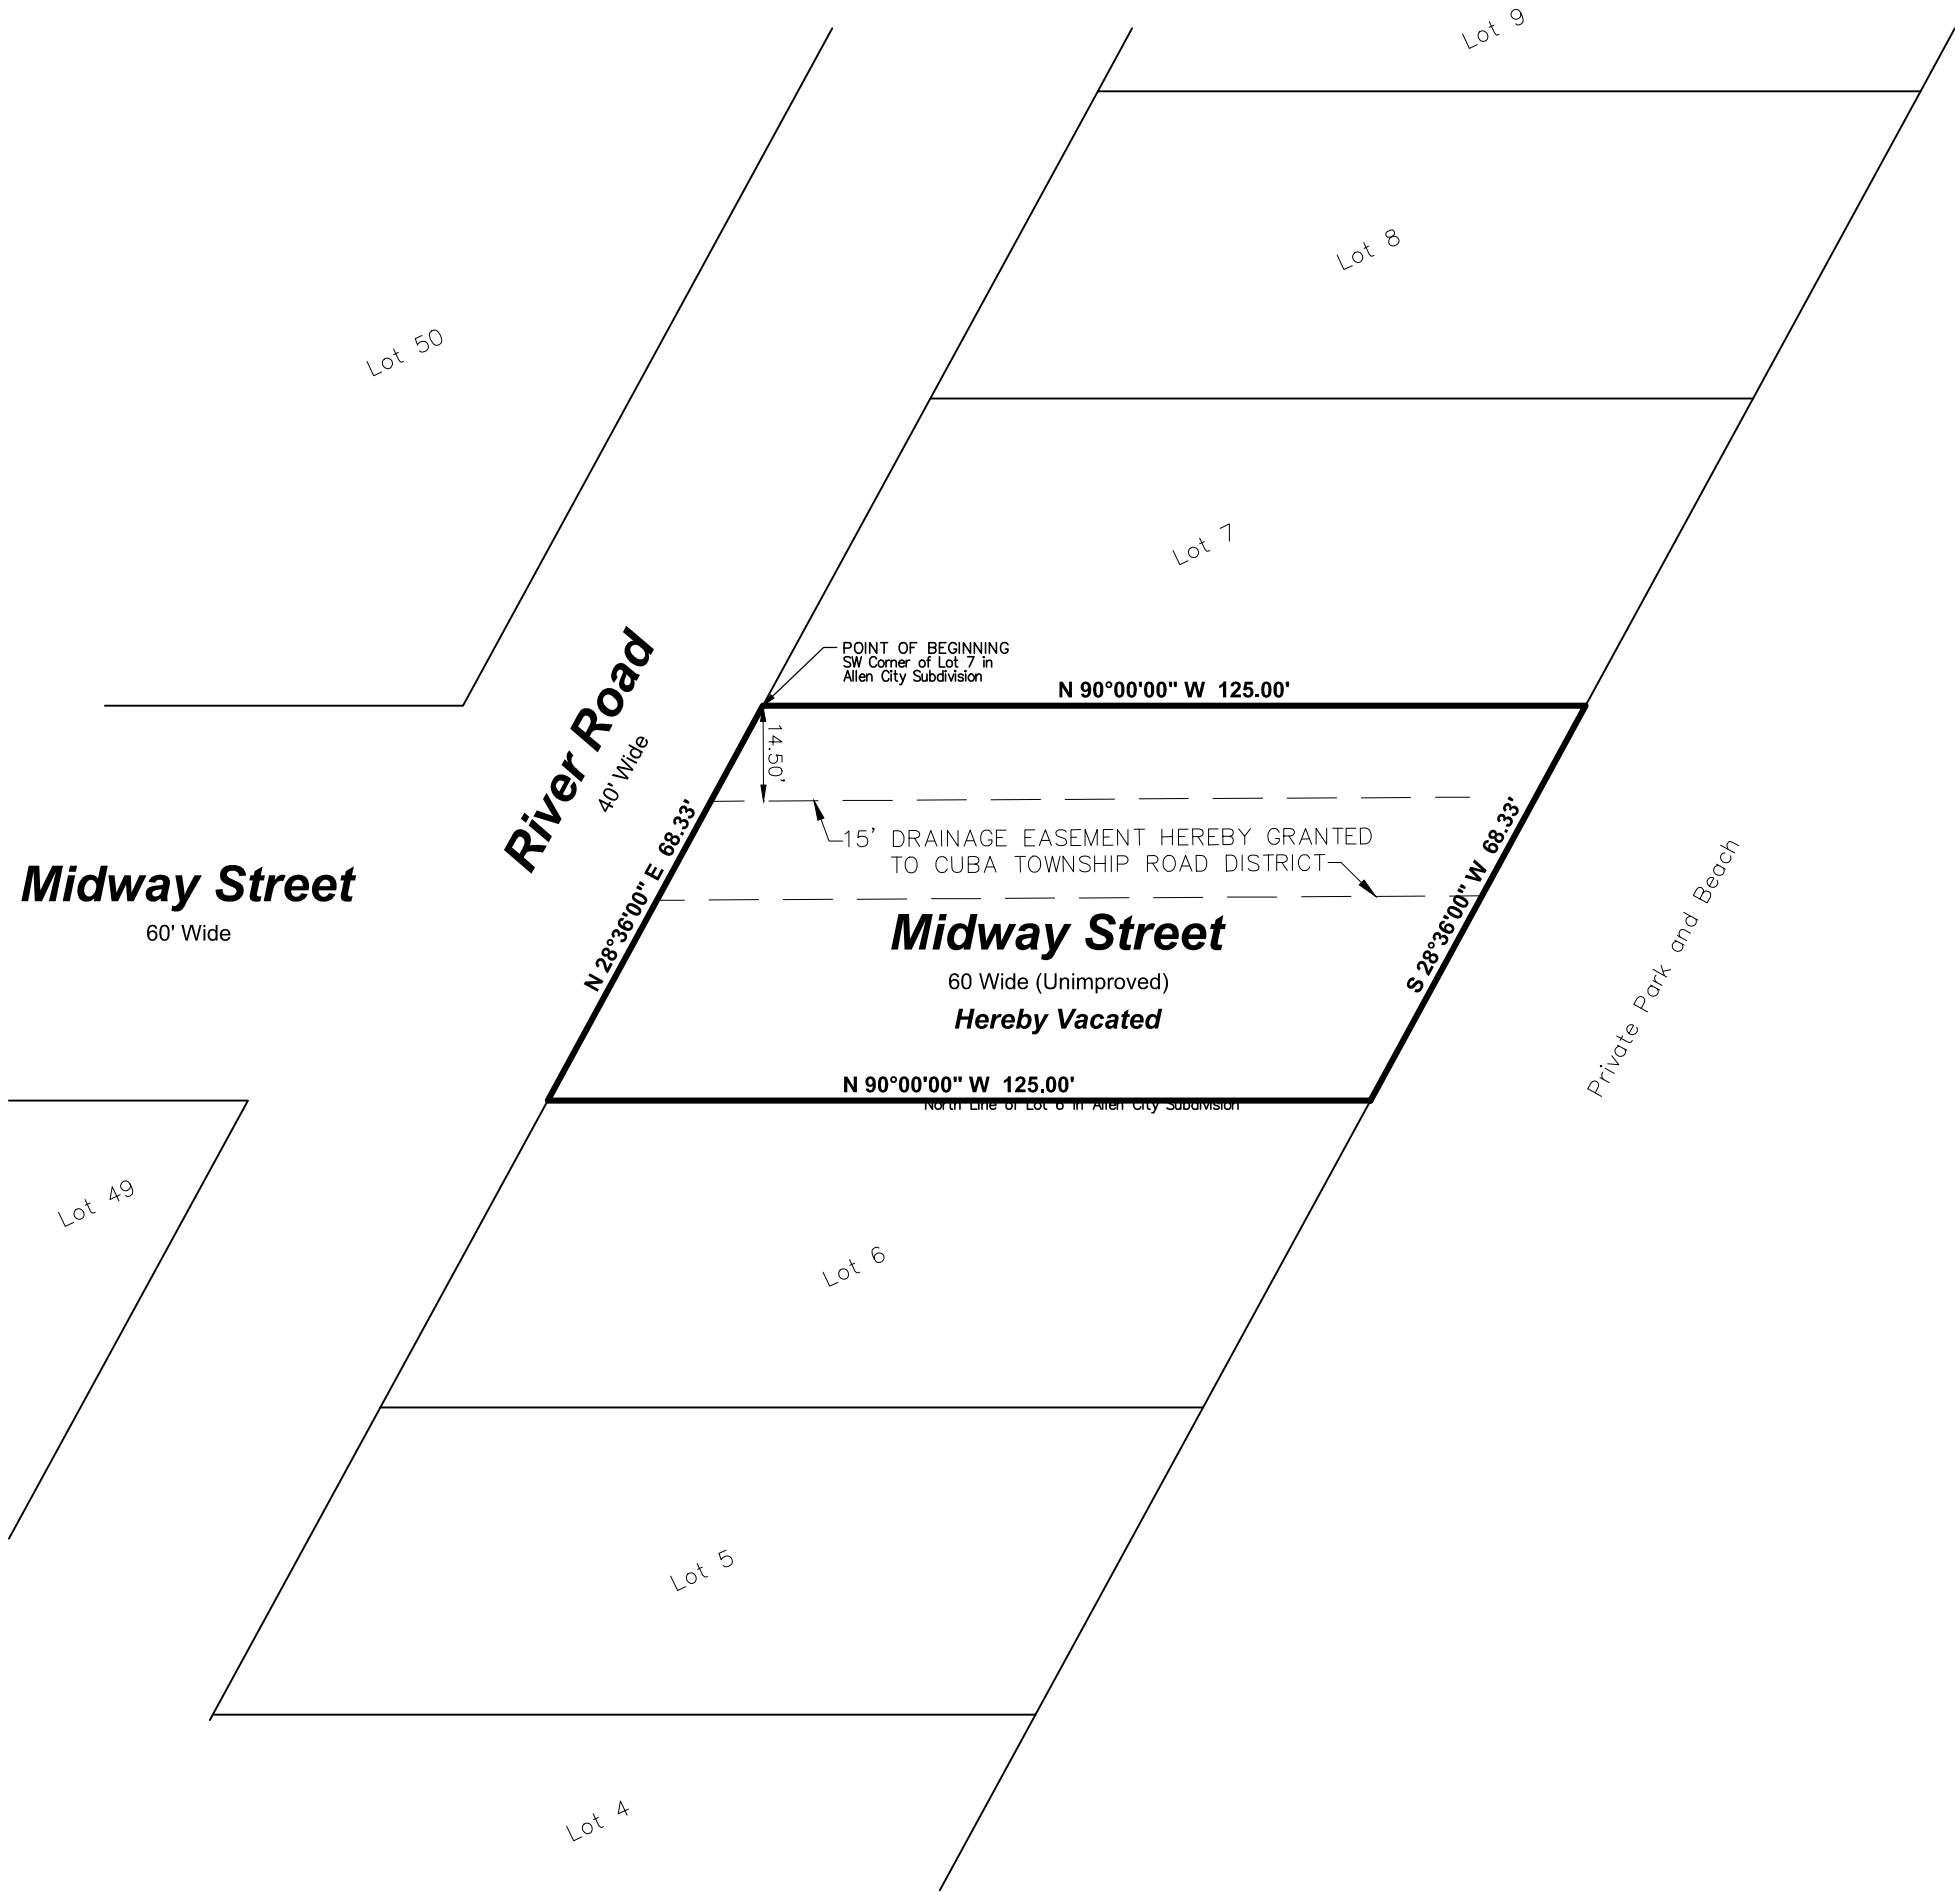 Lot 9
Lot 8
Lot 50
Lot 7
River Road
40' Wide
POINT OF BEGINNING
SW Corner of Lot 7 in
Allen City Subdivision
N 90°00'00" W 125.00'
14.50'
15' DRAINAGE EASEMENT HEREBY GRANTED
TO CUBA TOWNSHIP ROAD DISTRICT
N 28°36'00" E 68.33'
S 28°36'00" W 68.33'
Midway Street
60' Wide
Midway Street
60 Wide (Unimproved)
Hereby Vacated
Private Park and Beach
N 90°00'00" W 125.00'
North Line of Lot 6 in Allen City Subdivision
Lot 49
Lot 6
Lot 5
Lot 4